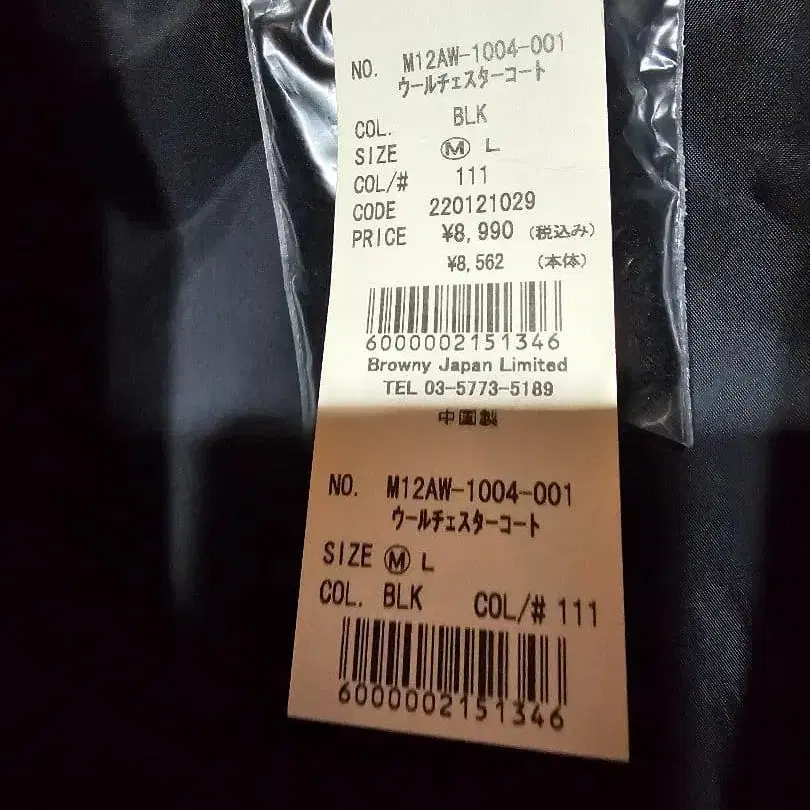 NO. M12AW-1004-001
ウールチェスターコート
COL. BLK
SIZE Ⓜ L
COL/# 111
CODE 220121029
PRICE ¥8,990 (税込み)
¥8,562 (本体)
6000002151346
Browny Japan Limited
TEL 03-5773-5189
中国製
NO. M12AW-1004-001
ウールチェスターコート
SIZE Ⓜ L
COL. BLK COL/# 111
6000002151346